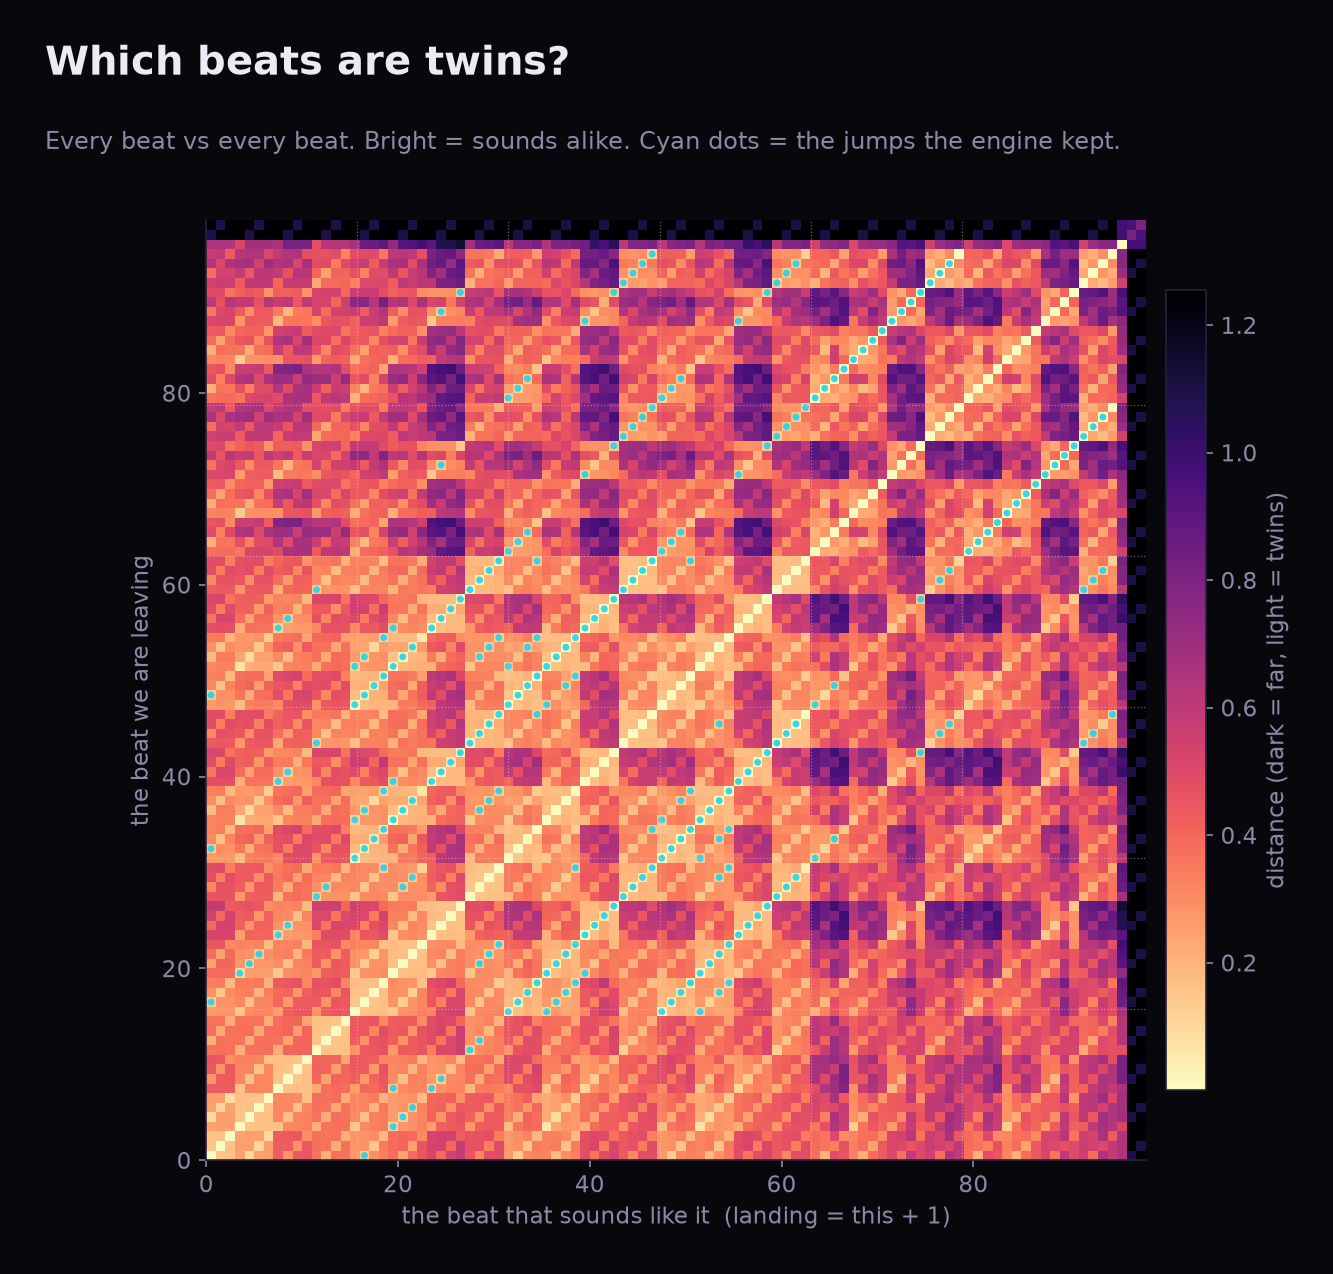 Which beats are twins?
Every beat vs every beat. Bright = sounds alike. Cyan dots = the jumps the engine kept.
the beat we are leaving
80
60
40
20
0
0 20 40 60 80
the beat that sounds like it (landing = this + 1)
1.2
1.0
0.8
0.6
0.4
0.2
distance (dark = far, light = twins)